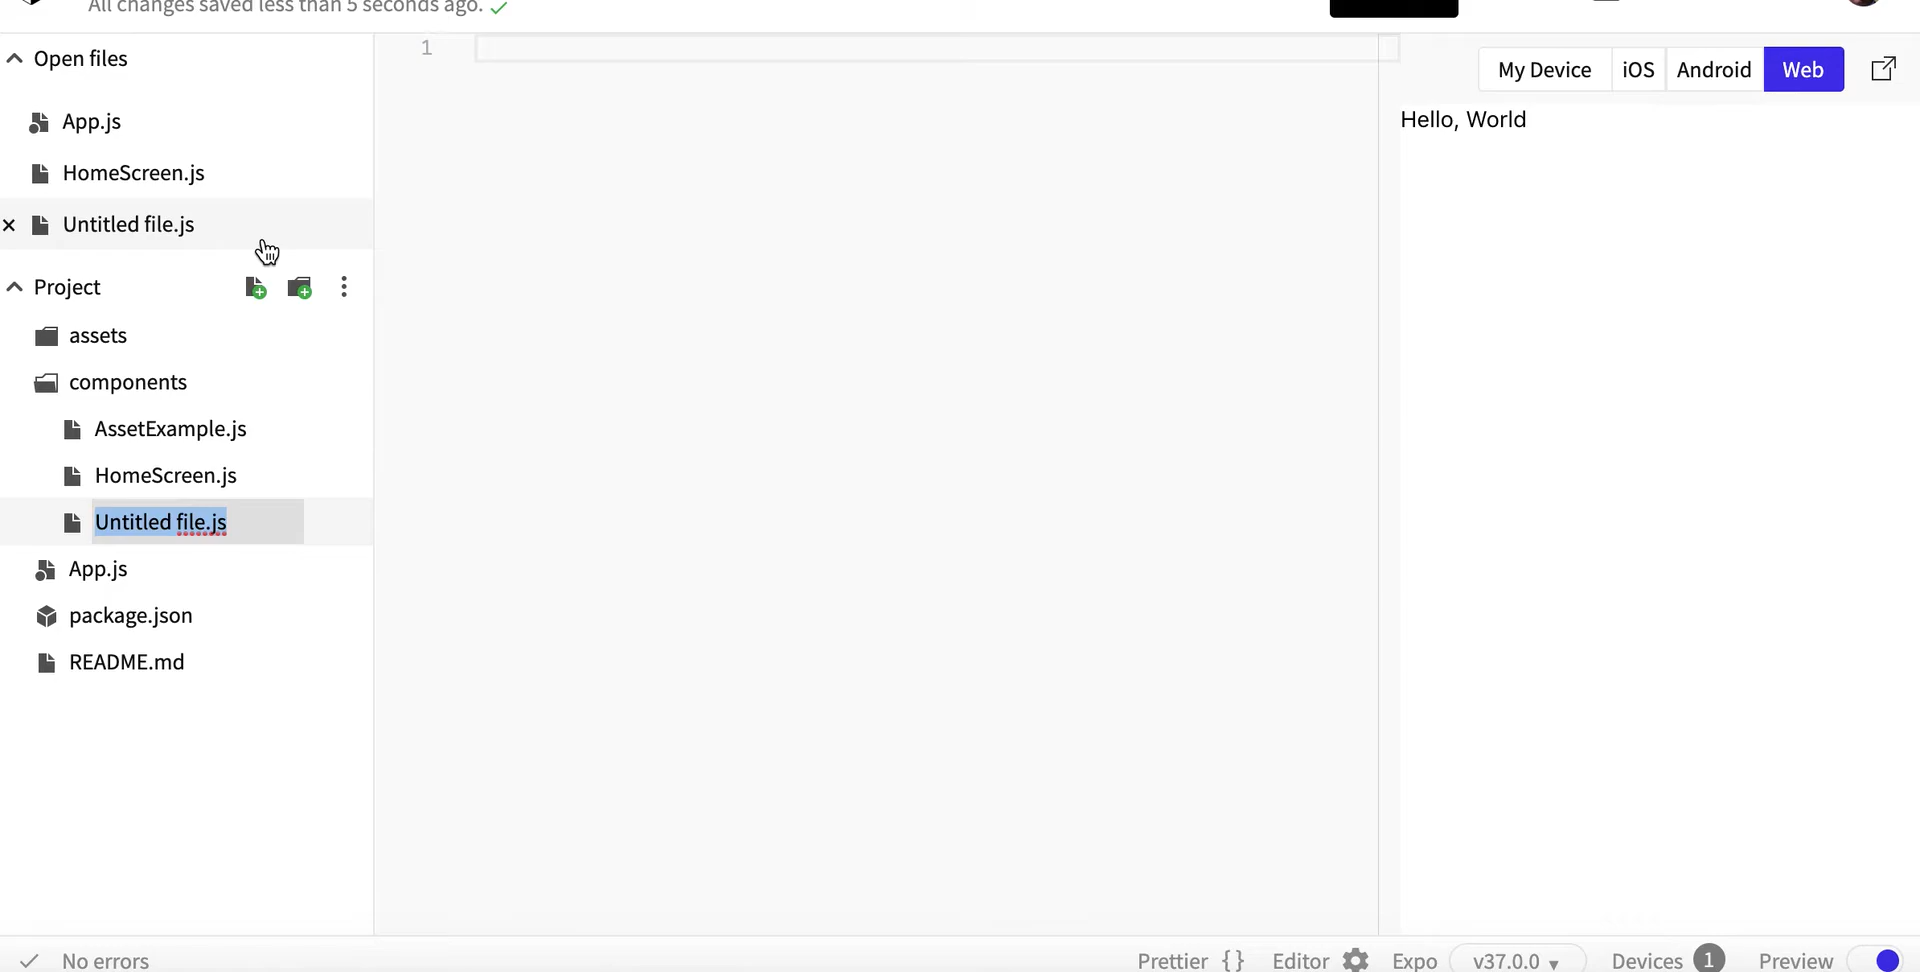 All changes saved less than 5 seconds ago.
Open files
App.js
HomeScreen.js
Untitled file.js
Project
assets
components
AssetExample.js
HomeScreen.js
Untitled file.js
App.js
package.json
README.md
1
My Device iOS Android Web
Hello, World
No errors
Prettier {} Editor Expo v37.0.0 Devices 1 Preview